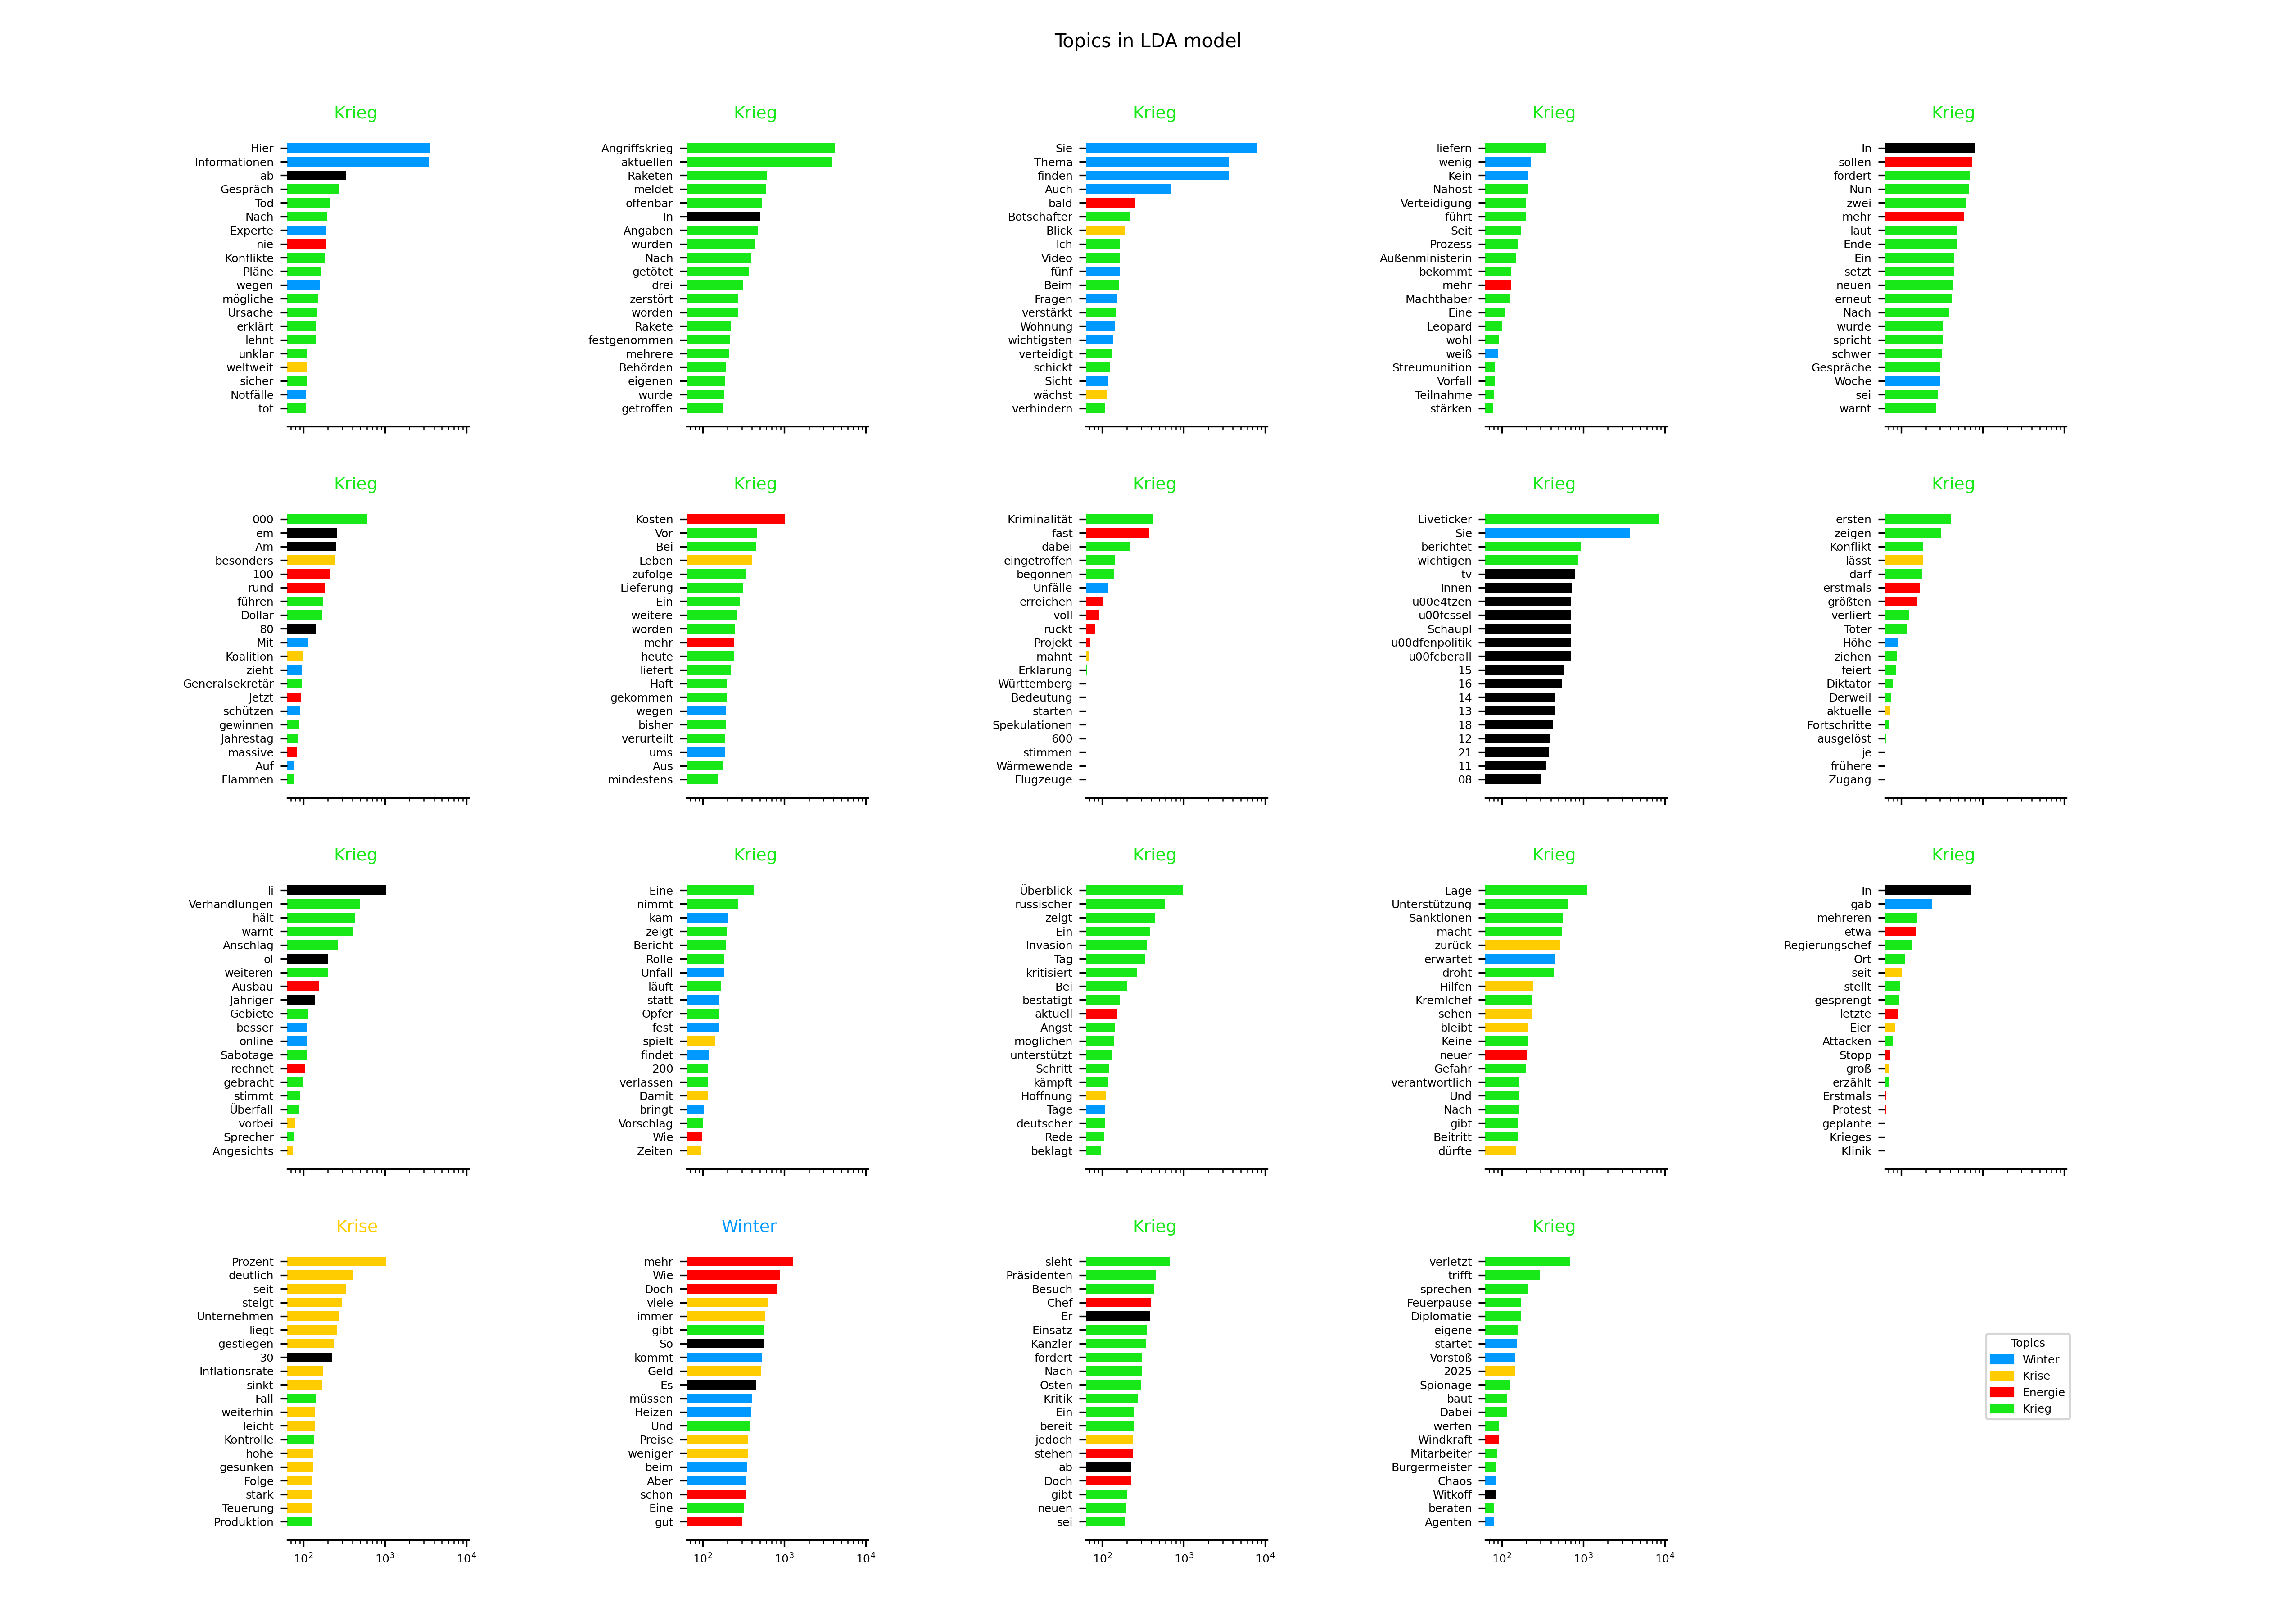 Topics in LDA model
Krieg
Hier
Informationen
ab
Gespräch
Tod
Nach
Experte
nie
Konflikte
Pläne
wegen
mögliche
Ursache
erklärt
lehnt
unklar
weltweit
sicher
Notfälle
tot
Krieg
Angriffskrieg
aktuellen
Raketen
meldet
offenbar
In
Angaben
wurden
Nach
getötet
drei
zerstört
worden
Rakete
festgenommen
mehrere
Behörden
eigenen
wurde
getroffen
Krieg
Sie
Thema
finden
Auch
bald
Botschafter
Blick
Ich
Video
fünf
Beim
Fragen
verstärkt
Wohnung
wichtigsten
verteidigt
schickt
Sicht
wächst
verhindern
Krieg
liefern
wenig
Kein
Nahost
Verteidigung
führt
Seit
Prozess
Außenministerin
bekommt
mehr
Machthaber
Eine
Leopard
wohl
weiß
Streumunition
Vorfall
Teilnahme
stärken
Krieg
In
sollen
fordert
Nun
zwei
mehr
laut
Ende
Ein
setzt
neuen
erneut
Nach
wurde
spricht
schwer
Gespräche
Woche
sei
warnt
Krieg
000
em
Am
besonders
100
rund
führen
Dollar
80
Mit
Koalition
zieht
Generalsekretär
Jetzt
schützen
gewinnen
Jahrestag
massive
Auf
Flammen
Krieg
Kosten
Vor
Bei
Leben
zufolge
Lieferung
Ein
weitere
worden
mehr
heute
liefert
Haft
gekommen
wegen
bisher
verurteilt
ums
Aus
mindestens
Krieg
Kriminalität
fast
dabei
eingetroffen
begonnen
Unfälle
erreichen
voll
rückt
Projekt
mahnt
Erklärung
Württemberg
Bedeutung
starten
Spekulationen
600
stimmen
Wärmewende
Flugzeuge
Krieg
Liveticker
Sie
berichtet
wichtigen
tv
Innen
u00e4tzen
u00fcssel
Schaupl
u00dfenpolitik
u00fcberall
15
16
14
13
18
12
21
11
08
Krieg
ersten
zeigen
Konflikt
lässt
darf
erstmals
größten
verliert
Toter
Höhe
ziehen
feiert
Diktator
Derweil
aktuelle
Fortschritte
ausgelöst
je
frühere
Zugang
Krieg
li
Verhandlungen
hält
warnt
Anschlag
ol
weiteren
Ausbau
Jähriger
Gebiete
besser
online
Sabotage
rechnet
gebracht
stimmt
Überfall
vorbei
Sprecher
Angesichts
Krieg
Eine
nimmt
kam
zeigt
Bericht
Rolle
Unfall
läuft
statt
Opfer
fest
spielt
findet
200
verlassen
Damit
bringt
Vorschlag
Wie
Zeiten
Krieg
Überblick
russischer
zeigt
Ein
Invasion
Tag
kritisiert
Bei
bestätigt
aktuell
Angst
möglichen
unterstützt
Schritt
kämpft
Hoffnung
Tage
deutscher
Rede
beklagt
Krieg
Lage
Unterstützung
Sanktionen
macht
zurück
erwartet
droht
Hilfen
Kremlchef
sehen
bleibt
Keine
neuer
Gefahr
verantwortlich
Und
Nach
gibt
Beitritt
dürfte
Krieg
In
gab
mehreren
etwa
Regierungschef
Ort
seit
stellt
gesprengt
letzte
Eier
Attacken
Stopp
groß
erzählt
Erstmals
Protest
geplante
Krieges
Klinik
Krise
Prozent
deutlich
seit
steigt
Unternehmen
liegt
gestiegen
30
Inflationsrate
sinkt
Fall
weiterhin
leicht
Kontrolle
hohe
gesunken
Folge
stark
Teuerung
Produktion
10² 10³ 10⁴
Winter
mehr
Wie
Doch
viele
immer
gibt
So
kommt
Geld
Es
müssen
Heizen
Und
Preise
weniger
beim
Aber
schon
Eine
gut
10² 10³ 10⁴
Krieg
sieht
Präsidenten
Besuch
Chef
Er
Einsatz
Kanzler
fordert
Nach
Osten
Kritik
Ein
bereit
jedoch
stehen
ab
Doch
gibt
neuen
sei
10² 10³ 10⁴
Krieg
verletzt
trifft
sprechen
Feuerpause
Diplomatie
eigene
startet
Vorstoß
2025
Spionage
baut
Dabei
werfen
Windkraft
Mitarbeiter
Bürgermeister
Chaos
Witkoff
beraten
Agenten
10² 10³ 10⁴
Topics
Winter
Krise
Energie
Krieg